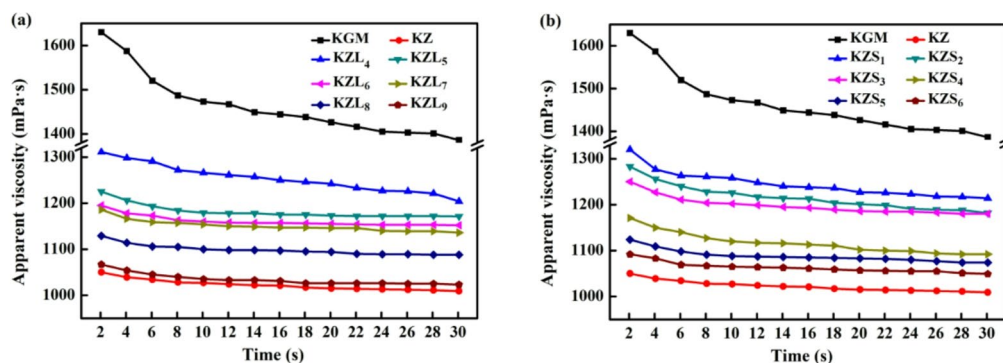 (a)
1600
1500
1400
1300
1200
1100
1000
Apparent viscosity (mPa·s)
KGM KZ
KZL₄ KZL₅
KZL₆ KZL₇
KZL₈ KZL₉
2 4 6 8 10 12 14 16 18 20 22 24 26 28 30
Time (s)
(b)
1600
1500
1400
1300
1200
1100
1000
Apparent viscosity (mPa·s)
KGM KZ
KZS₁ KZS₂
KZS₃ KZS₄
KZS₅ KZS₆
2 4 6 8 10 12 14 16 18 20 22 24 26 28 30
Time (s)